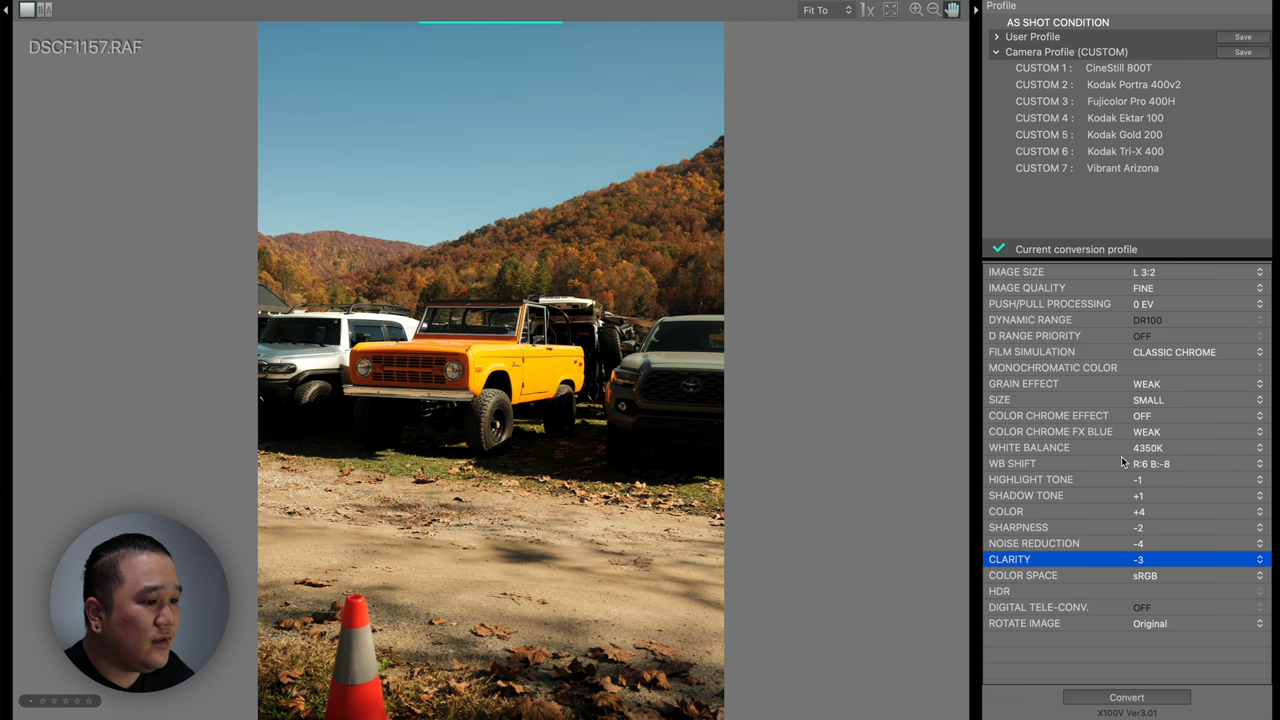 Fit To
1x
Profile
DSCF1157.RAF
AS SHOT CONDITION
User Profile Save
Camera Profile (CUSTOM) Save
CUSTOM 1 : CineStill 800T
CUSTOM 2 : Kodak Portra 400v2
CUSTOM 3 : Fujicolor Pro 400H
CUSTOM 4 : Kodak Ektar 100
CUSTOM 5 : Kodak Gold 200
CUSTOM 6 : Kodak Tri-X 400
CUSTOM 7 : Vibrant Arizona
Current conversion profile
IMAGE SIZE L 3:2
IMAGE QUALITY FINE
PUSH/PULL PROCESSING 0 EV
DYNAMIC RANGE DR100
D RANGE PRIORITY OFF
FILM SIMULATION CLASSIC CHROME
MONOCHROMATIC COLOR
GRAIN EFFECT WEAK
SIZE SMALL
COLOR CHROME EFFECT OFF
COLOR CHROME FX BLUE WEAK
WHITE BALANCE 4350K
WB SHIFT R:6 B:-8
HIGHLIGHT TONE -1
SHADOW TONE +1
COLOR +4
SHARPNESS -2
NOISE REDUCTION -4
CLARITY -3
COLOR SPACE sRGB
HDR
DIGITAL TELE-CONV. OFF
ROTATE IMAGE Original
Convert
X100V Ver3.01